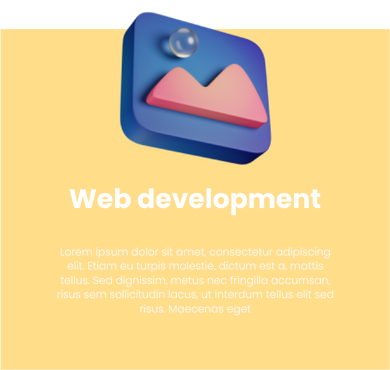 Web development
Lorem ipsum dolor sit amet, consectetur adipiscing
elit. Etiam eu turpis molestie, dictum est a, mattis
tellus. Sed dignissim, metus nec fringilla accumsan,
risus sem sollicitudin lacus, ut interdum tellus elit sed
risus. Maecenas eget